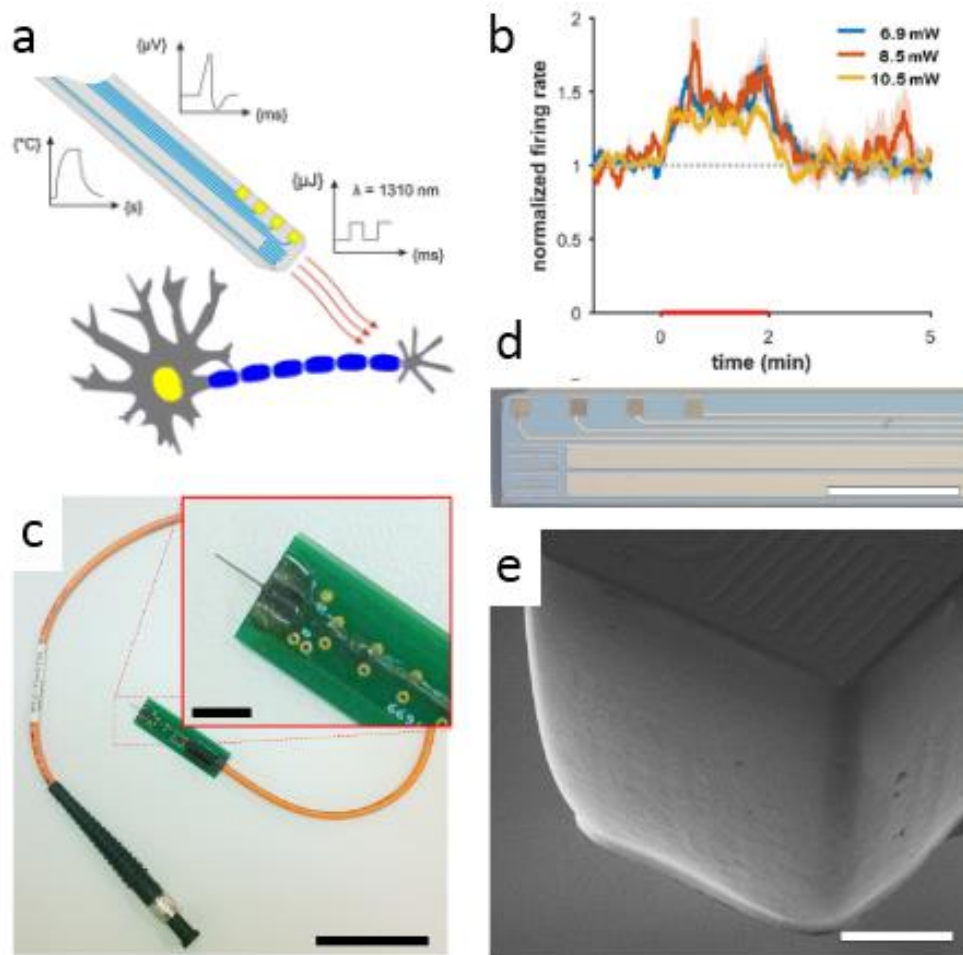 a
{µV}
{ms}
{°C}
{s}
{µJ}
λ = 1310 nm
{ms}
b
normalized firing rate
2
1.5
1
0.5
0
6.9 mW
8.5 mW
10.5 mW
0
2
5
time (min)
c
d
e